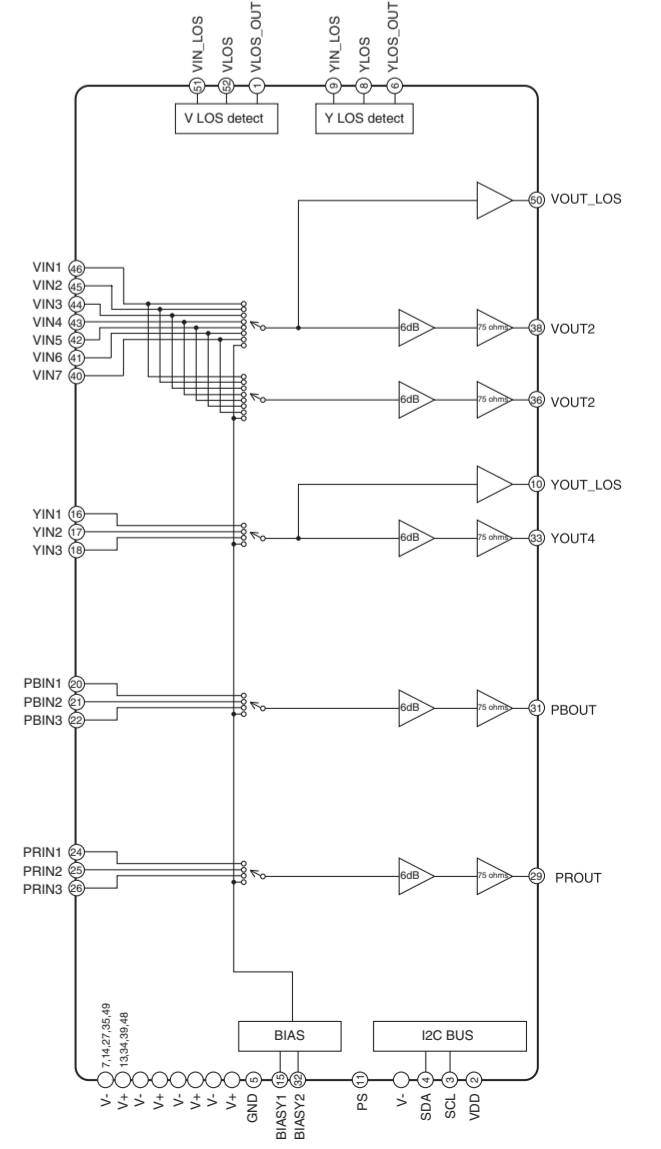 VIN_LOS
VLOS
VLOS_OUT
YIN_LOS
YLOS
YLOS_OUT
51
52
1
9
8
6
V LOS detect
Y LOS detect
50 VOUT_LOS
VIN1 46
VIN2 45
VIN3 44
VIN4 43
VIN5 42
VIN6 41
VIN7 40
6dB
75 ohms
38 VOUT2
6dB
75 ohms
36 VOUT2
10 YOUT_LOS
YIN1 16
YIN2 17
YIN3 18
6dB
75 ohms
33 YOUT4
PBIN1 20
PBIN2 21
PBIN3 22
6dB
75 ohms
31 PBOUT
PRIN1 24
PRIN2 25
PRIN3 26
6dB
75 ohms
29 PROUT
7,14,27,35,49
13,34,39,48
BIAS
I2C BUS
5
15
32
11
4
3
2
V-
V+
V-
V+
V-
V+
V-
V+
GND
BIASY1
BIASY2
PS
V-
SDA
SCL
VDD